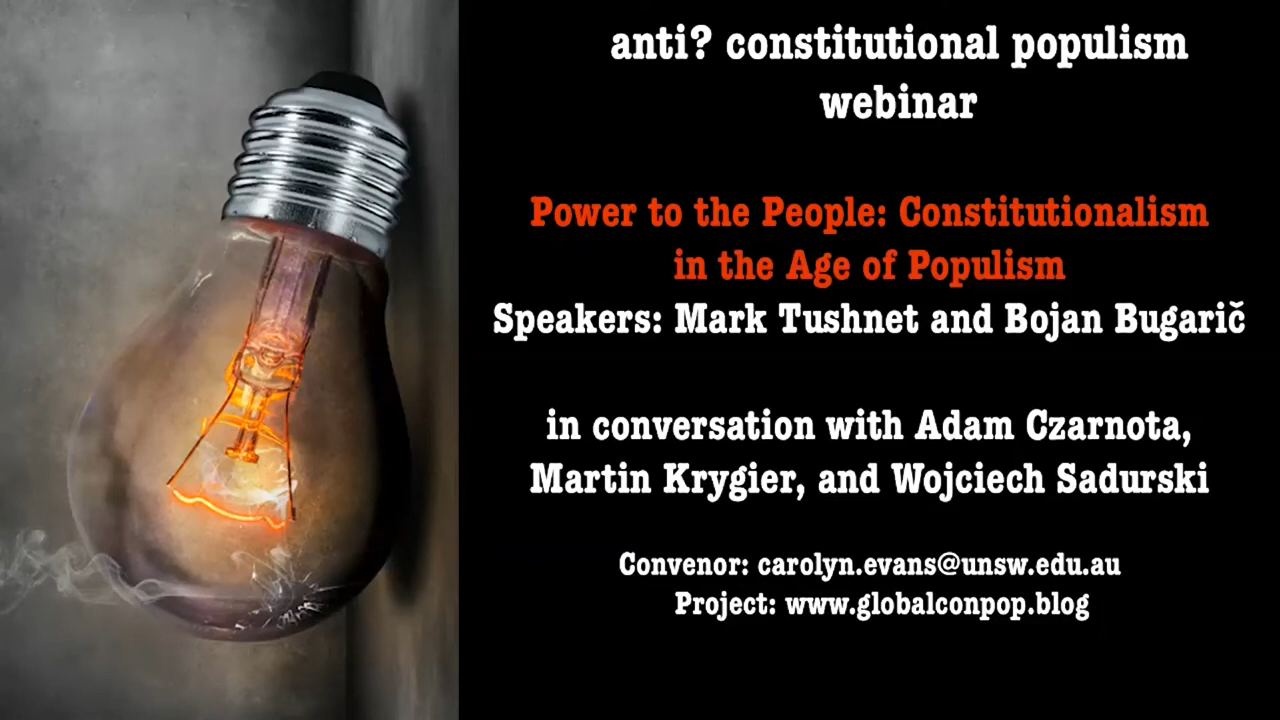 anti? constitutional populism
webinar
Power to the People: Constitutionalism
in the Age of Populism
Speakers: Mark Tushnet and Bojan Bugarič
in conversation with Adam Czarnota,
Martin Krygier, and Wojciech Sadurski
Convenor: carolyn.evans@unsw.edu.au
Project: www.globalconpop.blog